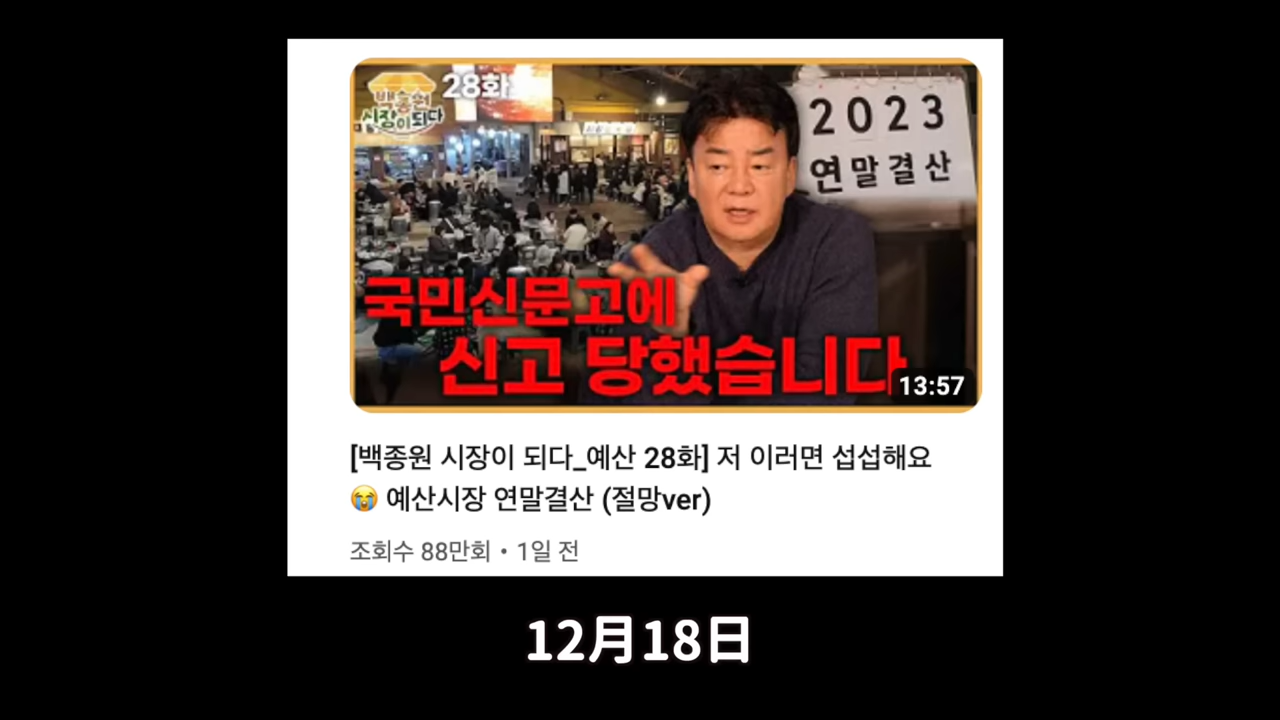 백종원
시장이 되다
28화
2023
연말결산
국민신문고에
신고 당했습니다
13:57
[백종원 시장이 되다_예산 28화] 저 이러면 섭섭해요
😭 예산시장 연말결산 (절망ver)
조회수 88만회 • 1일 전
12月18日